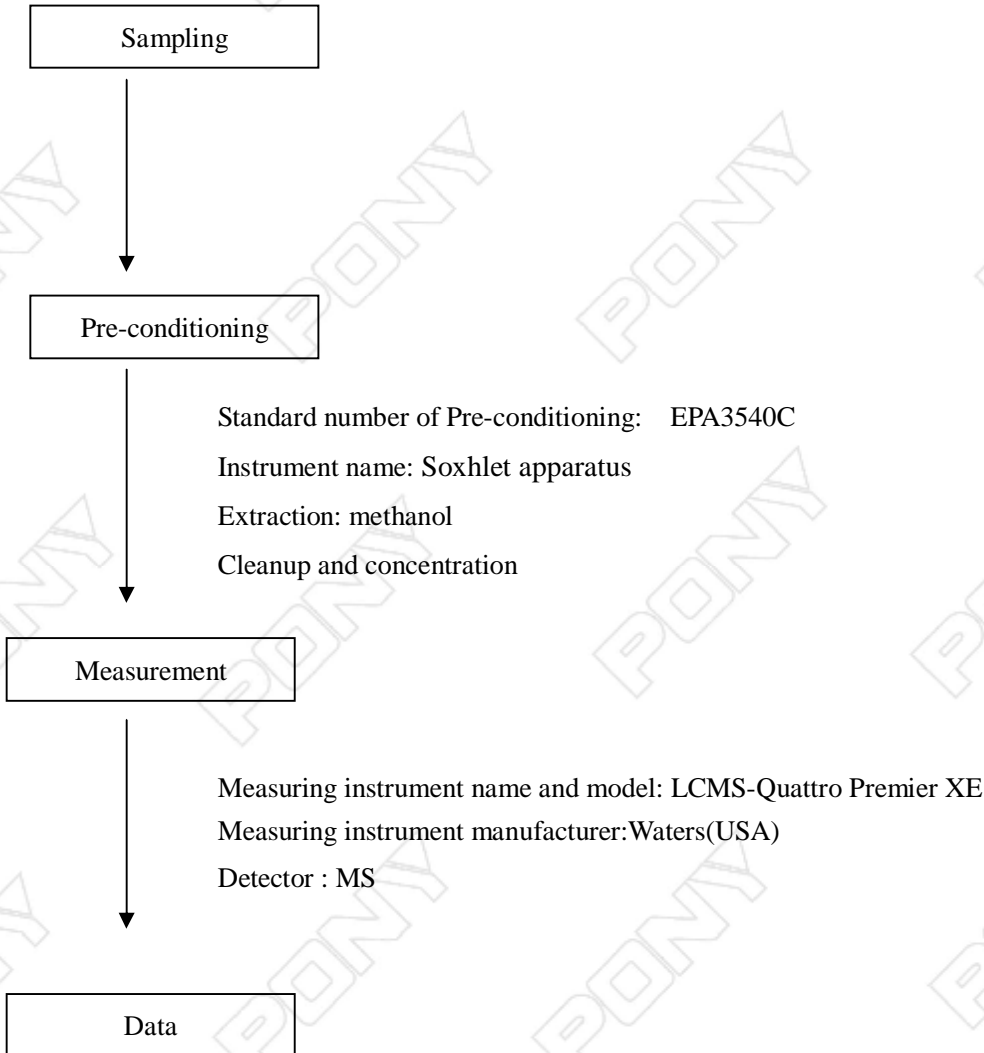 Sampling
Pre-conditioning
Standard number of Pre-conditioning: EPA3540C
Instrument name: Soxhlet apparatus
Extraction: methanol
Cleanup and concentration
Measurement
Measuring instrument name and model: LCMS-Quattro Premier XE
Measuring instrument manufacturer:Waters(USA)
Detector : MS
Data
PONY